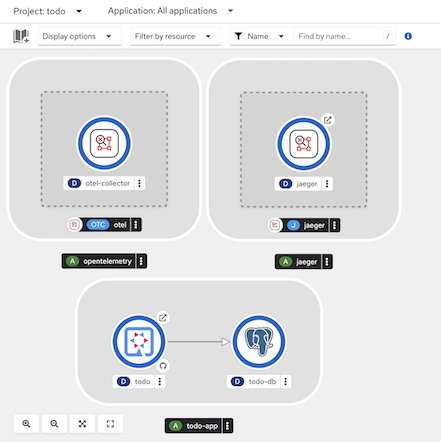 Project: todo Application: All applications
Display options Filter by resource Name Find by name... /
D otel-collector D jaeger
OTC otel J jaeger
A opentelemetry A jaeger
D todo D todo-db
A todo-app